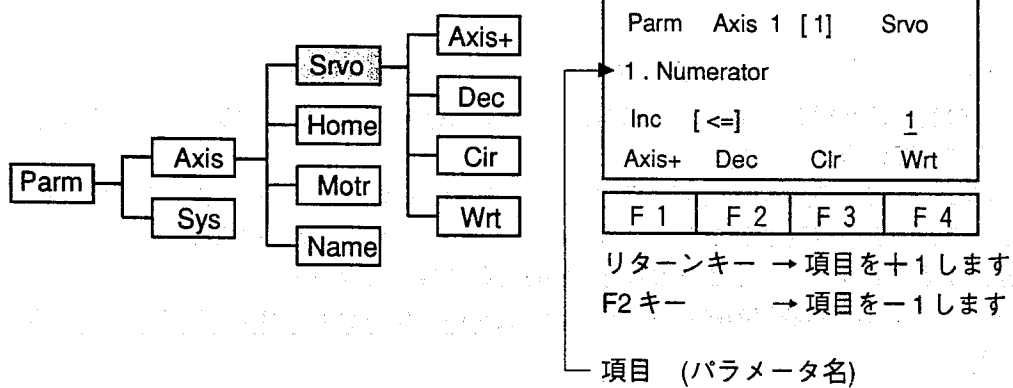 Parm
Axis
Sys
Srvo
Home
Motr
Name
Axis+
Dec
Cir
Wrt
Parm Axis 1 [1] Srvo
1 . Numerator
Inc [<=] 1
Axis+ Dec Clr Wrt
F 1 F 2 F 3 F 4
リターンキー → 項目を＋1 します
F2 キー → 項目を－1 します
項目 (パラメータ名)